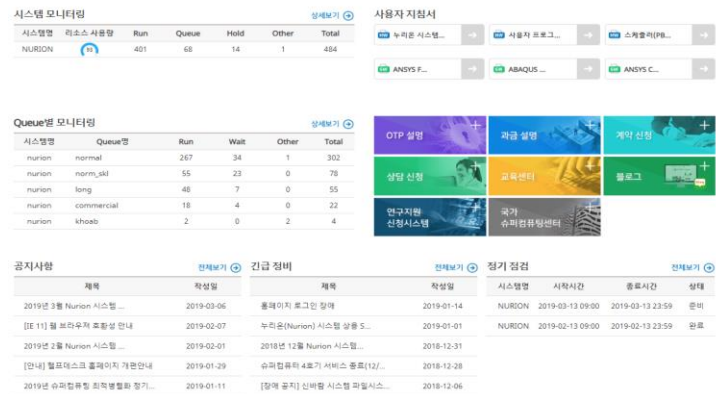 시스템 모니터링 상세보기
시스템명 리소스 사용량 Run Queue Hold Other Total
NURION 401 68 14 1 484
Queue별 모니터링 상세보기
시스템명 Queue명 Run Wait Other Total
nurion normal 267 34 1 302
nurion norm_skl 55 23 0 78
nurion long 48 7 0 55
nurion commercial 18 4 0 22
nurion khoab 2 0 2 4
사용자 지침서
누리온 시스템... 사용자 프로그... 스케줄러(PB...
ANSYS F... ABAQUS ... ANSYS C...
OTP 설명 과금 설명 계약 신청
상담 신청 교육센터 블로그
연구지원 국가
신청시스템 슈퍼컴퓨팅센터
공지사항 전체보기
제목 작성일
2019년 3월 Nurion 시스템 ... 2019-03-06
[IE 11] 웹 브라우저 호환성 안내 2019-02-07
2019년 2월 Nurion 시스템 ... 2019-02-01
[안내] 헬프데스크 홈페이지 개편안내 2019-01-29
2019년 슈퍼컴퓨팅 최적병렬화 정기... 2019-01-11
긴급 정비 전체보기
제목 작성일
홈페이지 로그인 장애 2019-01-14
누리온(Nurion) 시스템 상용 S... 2019-01-01
2018년 12월 Nurion 시스템... 2018-12-31
슈퍼컴퓨터 4호기 서비스 종료(12/... 2018-12-28
[장애 공지] 신바람 시스템 파일시스... 2018-12-06
정기 점검 전체보기
시스템명 시작시간 종료시간 상태
NURION 2019-03-13 09:00 2019-03-13 23:59 준비
NURION 2019-02-13 09:00 2019-02-13 23:59 완료